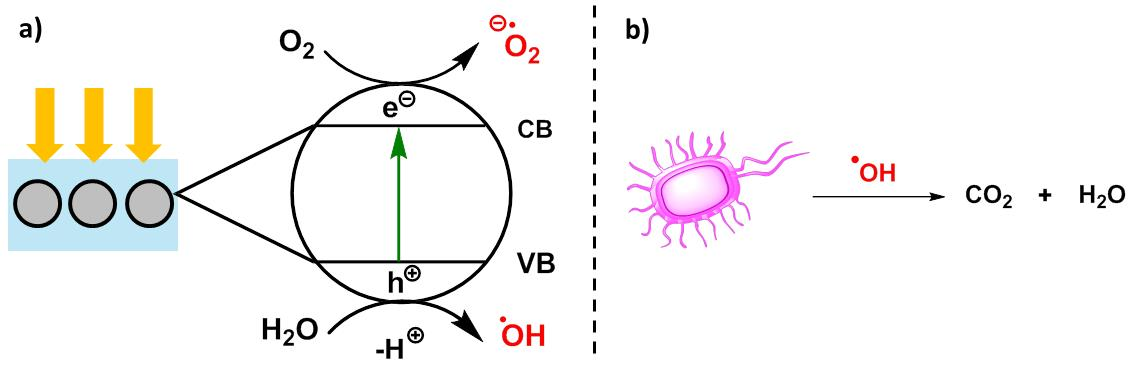 a)
O₂
⊖•O₂
e⊖
CB
VB
h⊕
H₂O
-H⊕
•OH
b)
•OH
CO₂ + H₂O